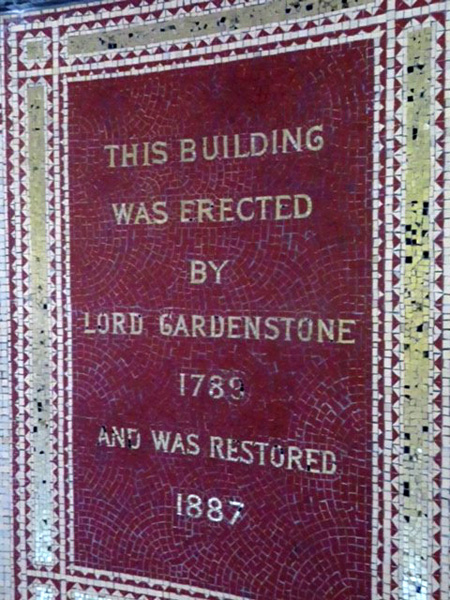 THIS BUILDING
WAS ERECTED
BY
LORD GARDENSTONE
1789
AND WAS RESTORED
1887